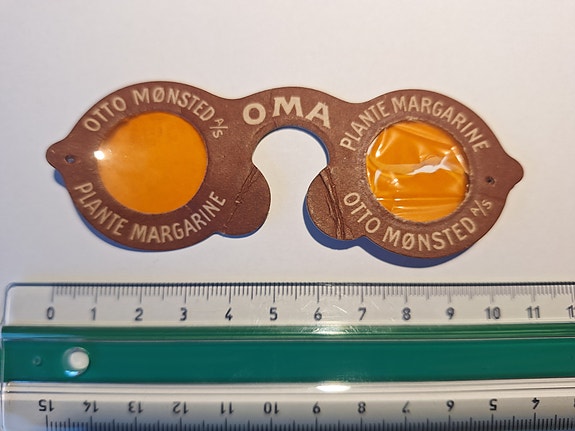 OTTO MØNSTED A/S
PLANTE MARGARINE
OMA
PLANTE MARGARINE
OTTO MØNSTED A/S
0 1 2 3 4 5 6 7 8 9 10 11
15 14 13 12 11 10 9 8 7 6 5 4